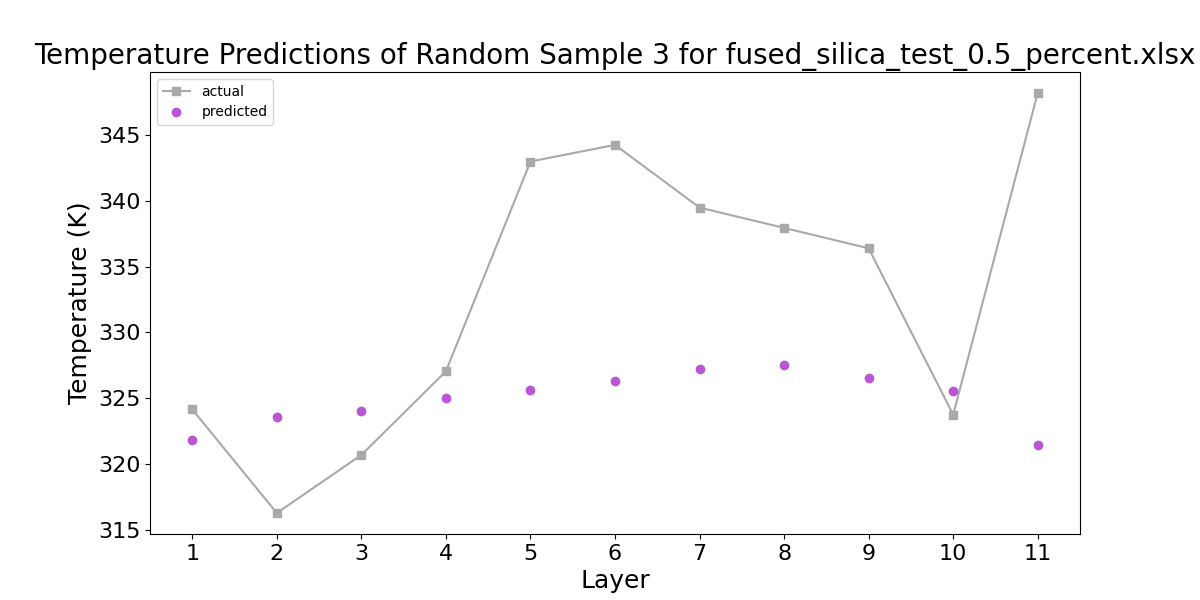 Temperature Predictions of Random Sample 3 for fused_silica_test_0.5_percent.xlsx
actual
predicted
Temperature (K)
345
340
335
330
325
320
315
1 2 3 4 5 6 7 8 9 10 11
Layer